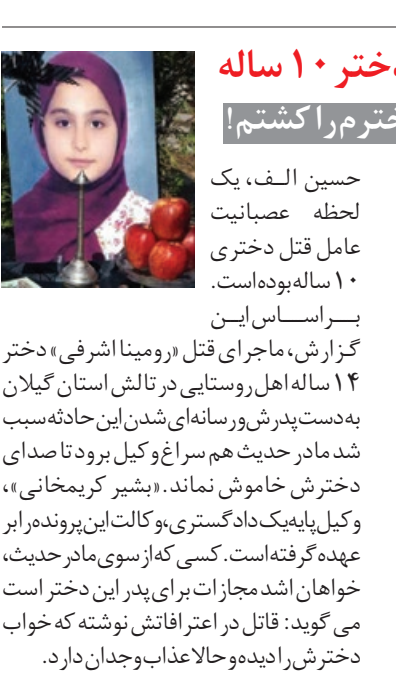 دختر ۱۰ ساله
دخترم را کشتم!
حسین الف، یک
لحظه عصبانیت
عامل قتل دختری
۱۰ ساله بوده است.
بـراسـاس ایـن
گزارش، ماجرای قتل «رومینا اشرفی» دختر
۱۴ ساله اهل روستایی در تالش استان گیلان
به دست پدرش و رسانه‌ای شدن این حادثه سبب
شد مادر حدیث هم سراغ وکیل برود تا صدای
دخترش خاموش نماند. «بشیر کریمخانی»،
وکیل پایه یک دادگستری، وکالت این پرونده را بر
عهده گرفته است. کسی که از سوی مادر حدیث،
خواهان اشد مجازات برای پدر این دختر است
می گوید: قاتل در اعترافاتش نوشته که خواب
دخترش را دیده و حالا عذاب وجدان دارد.